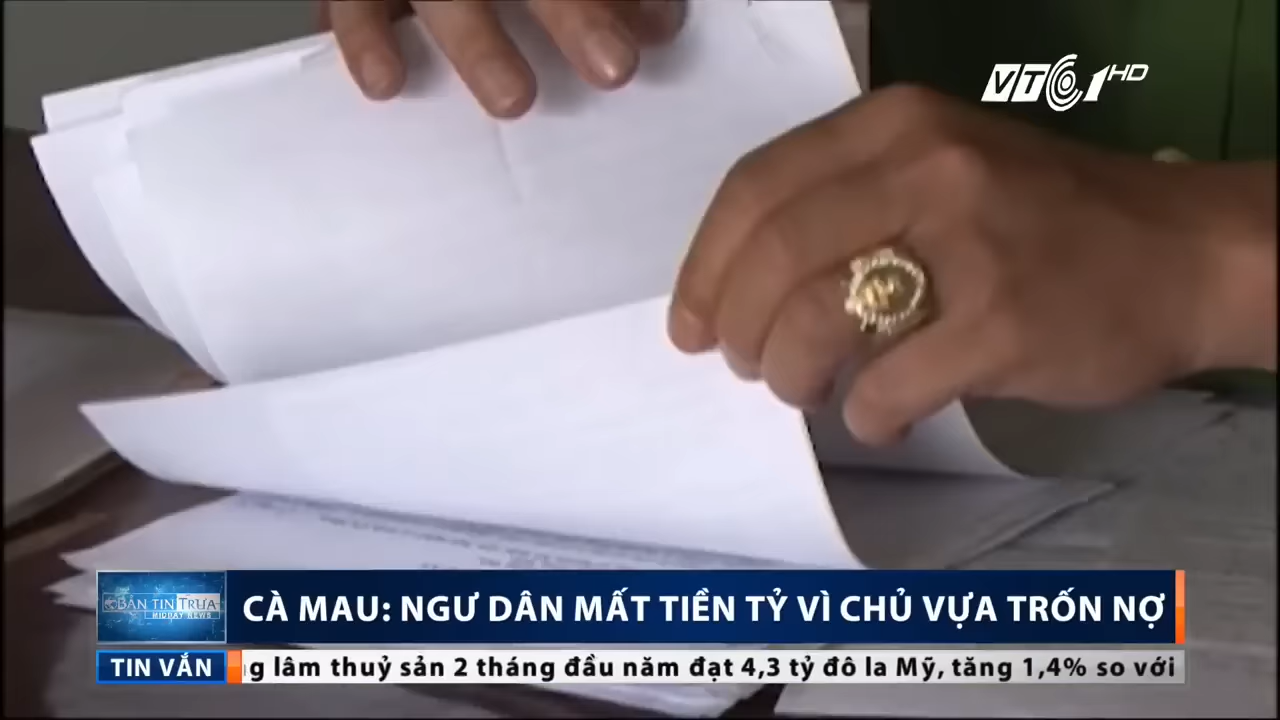 VTC1 HD
BẢN TIN TRƯA
MIDDAY NEWS
CÀ MAU: NGƯ DÂN MẤT TIỀN TỶ VÌ CHỦ VỰA TRỐN NỢ
TIN VẮN
g lâm thuỷ sản 2 tháng đầu năm đạt 4,3 tỷ đô la Mỹ, tăng 1,4% so với